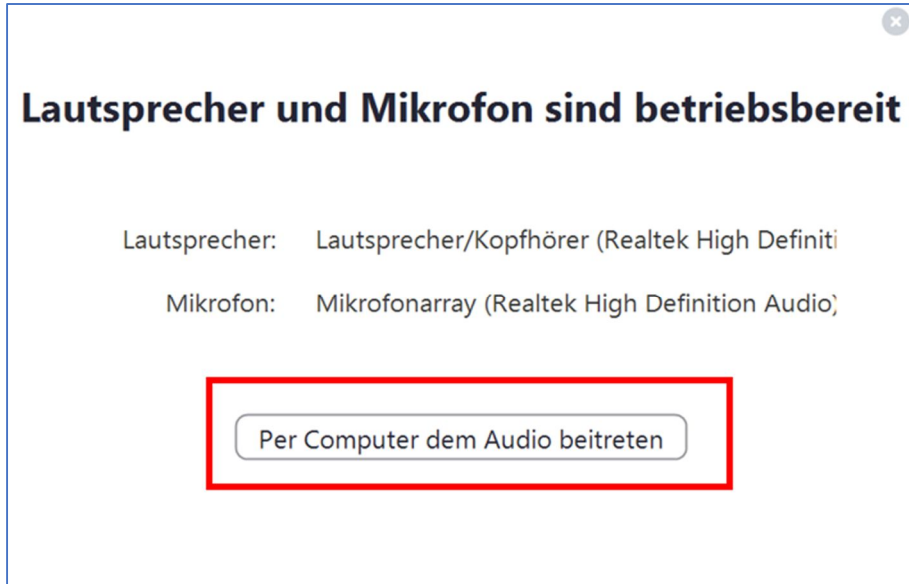 Lautsprecher und Mikrofon sind betriebsbereit
Lautsprecher: Lautsprecher/Kopfhörer (Realtek High Definiti
Mikrofon: Mikrofonarray (Realtek High Definition Audio)
Per Computer dem Audio beitreten